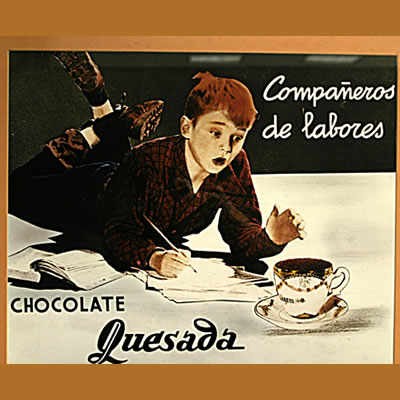 Compañeros
de labores
CHOCOLATE
Quesada